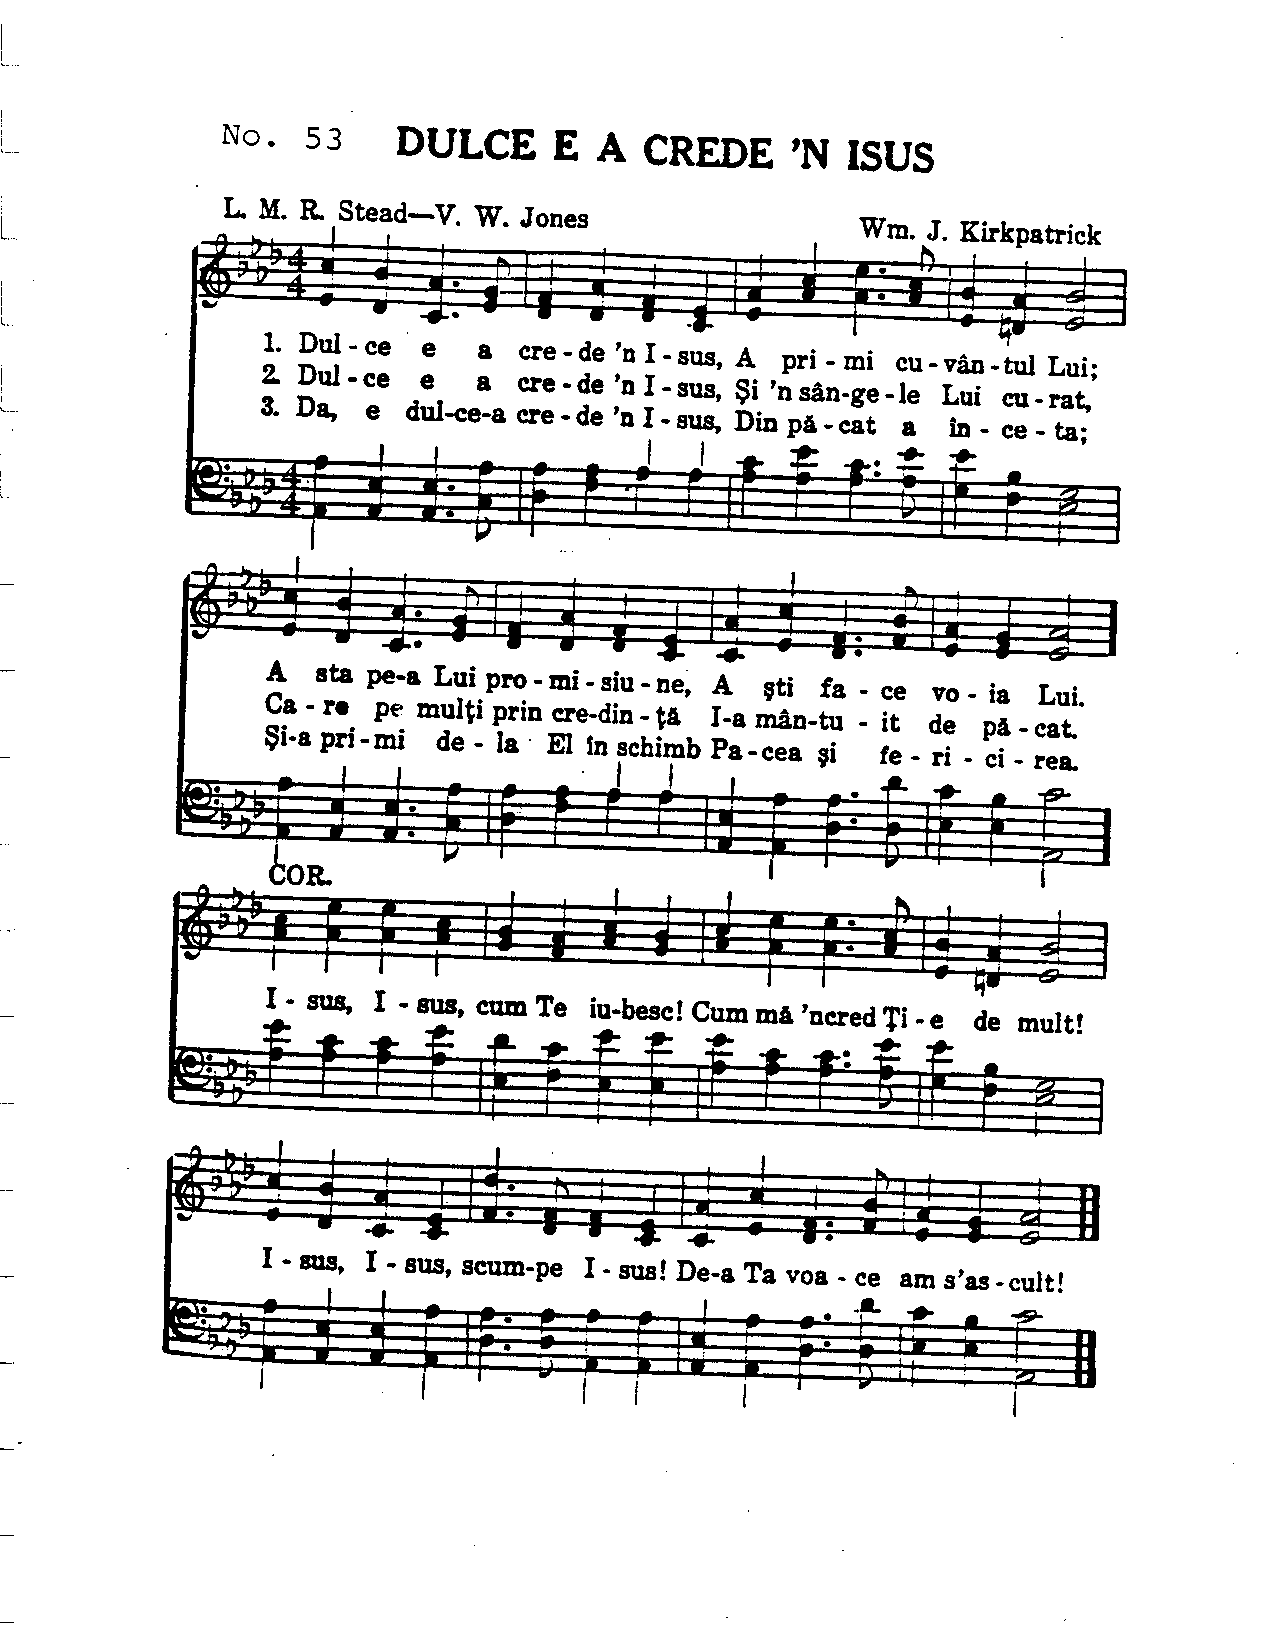 No. 53 DULCE E A CREDE 'N ISUS
L. M. R. Stead—V. W. Jones Wm. J. Kirkpatrick
1. Dul - ce e a cre - de 'n I - sus, A pri - mi cu - vân - tul Lui;
2. Dul - ce e a cre - de 'n I - sus, Şi 'n sân-ge - le Lui cu - rat,
3. Da, e dul-ce-a cre - de 'n I - sus, Din pă - cat a în - ce - ta;
A sta pe-a Lui pro - mi - siu - ne, A şti fa - ce vo - ia Lui.
Ca - re pe mulţi prin cre-din - ţă I-a mân-tu - it de pă - cat.
Şi-a pri - mi de - la El în schimb Pa - cea şi fe - ri - ci - rea.
COR.
I - sus, I - sus, cum Te iu-besc! Cum mă 'ncred Ţi - e de mult!
I - sus, I - sus, scum-pe I - sus! De-a Ta voa - ce am s'as - cult!